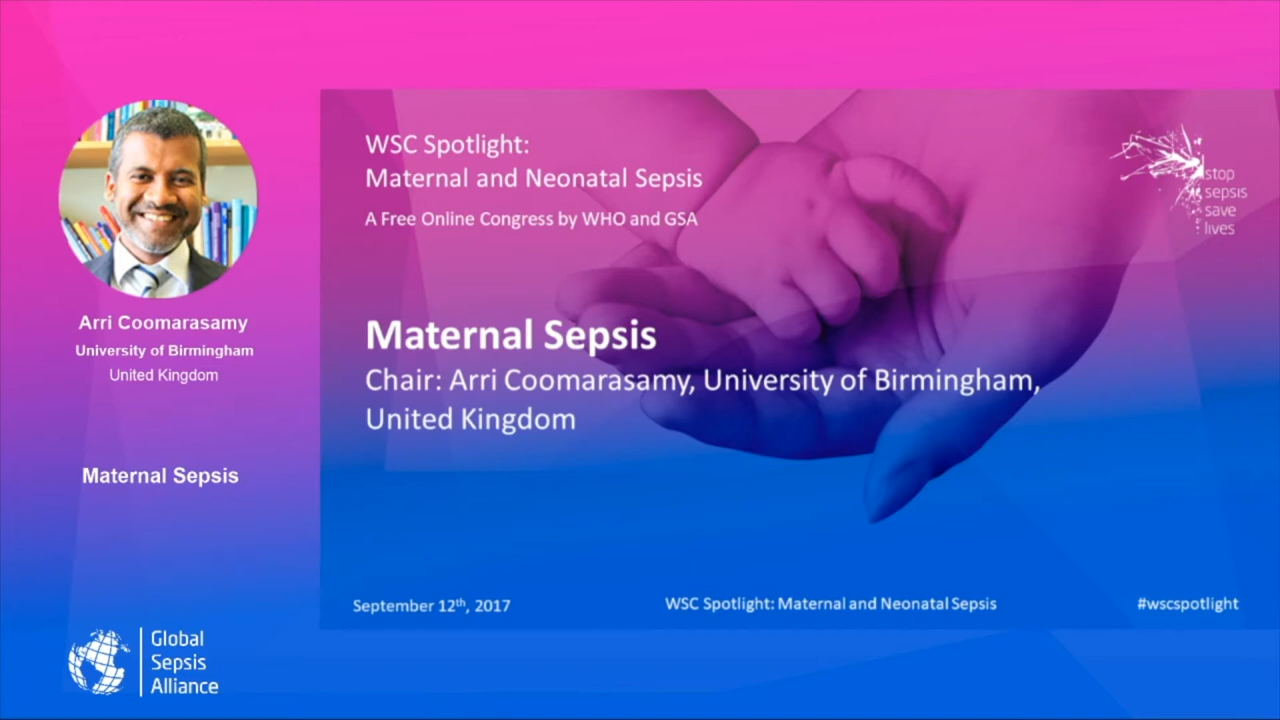 Arri Coomarasamy
University of Birmingham
United Kingdom
Maternal Sepsis
Global
Sepsis
Alliance
WSC Spotlight:
Maternal and Neonatal Sepsis
A Free Online Congress by WHO and GSA
stop
sepsis
save
lives
Maternal Sepsis
Chair: Arri Coomarasamy, University of Birmingham,
United Kingdom
September 12th, 2017
WSC Spotlight: Maternal and Neonatal Sepsis
#wscspotlight